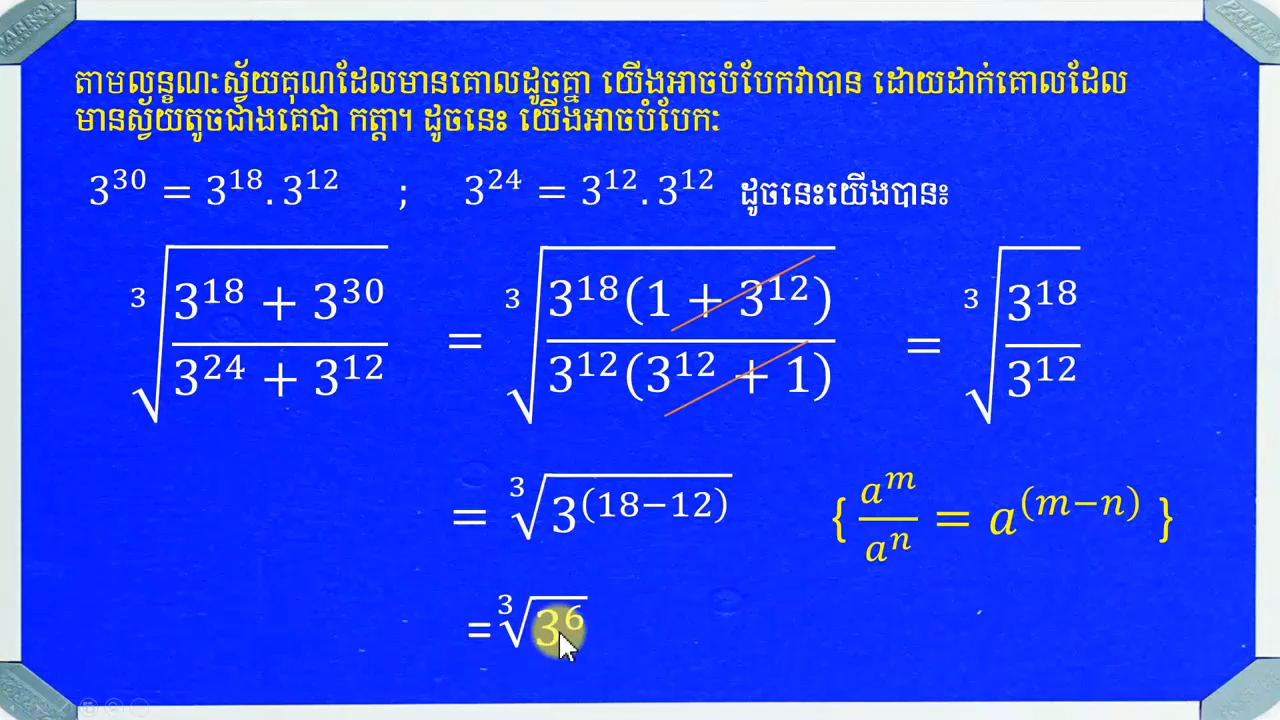 តាមលក្ខណៈស្វ័យគុណដែលមានគោលដូចគ្នា យើងអាចបំបែកវាបាន ដោយដាក់គោលដែល
មានស្វ័យតូចជាងគេជា កត្តា។ ដូចនេះ យើងអាចបំបែកៈ
3^30 = 3^18 . 3^12 ; 3^24 = 3^12 . 3^12 ដូចនេះយើងបាន៖
∛((3^18 + 3^30)/(3^24 + 3^12)) = ∛((3^18(1 + 3^12))/(3^12(3^12 + 1))) = ∛(3^18/3^12)
= ∛(3^(18−12)) { a^m/a^n = a^(m−n) }
= ∛(3^6)